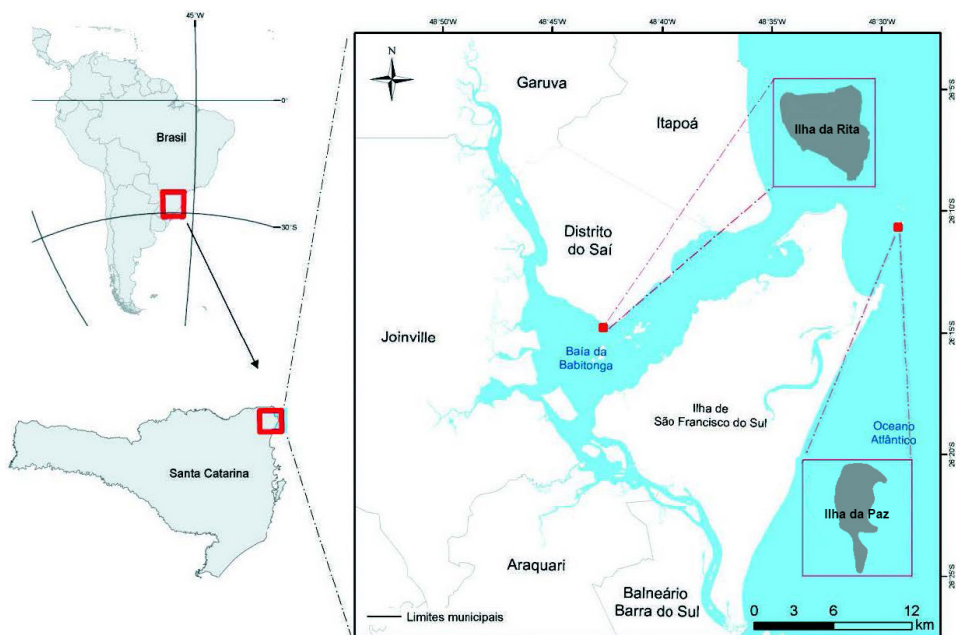 45°W
0°
Brasil
30°S
Santa Catarina
48°50'W
48°45'W
48°40'W
48°35'W
48°30'W
N
Garuva
Itapoá
Ilha da Rita
26°5'S
26°10'S
Distrito
do Saí
Joinville
Baía da
Babitonga
26°15'S
Ilha de
São Francisco do Sul
Oceano
Atlântico
26°20'S
Ilha da Paz
Araquari
26°25'S
Balneário
Barra do Sul
Limites municipais
0 3 6 12
km